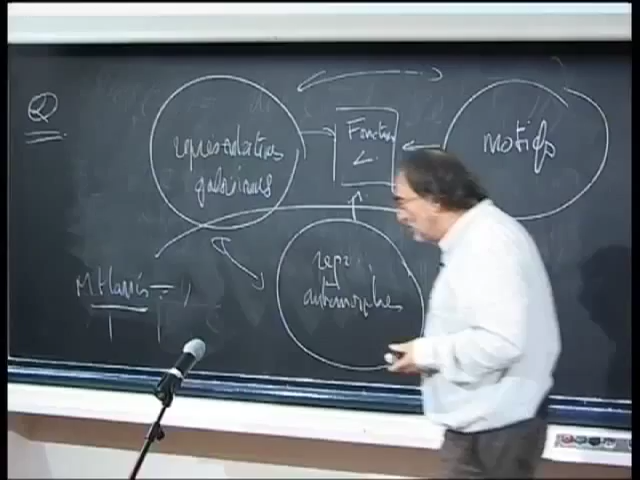 Q
représentations
galoisiennes
Fonctions
L
motifs
repr.
automorphes
M Harris